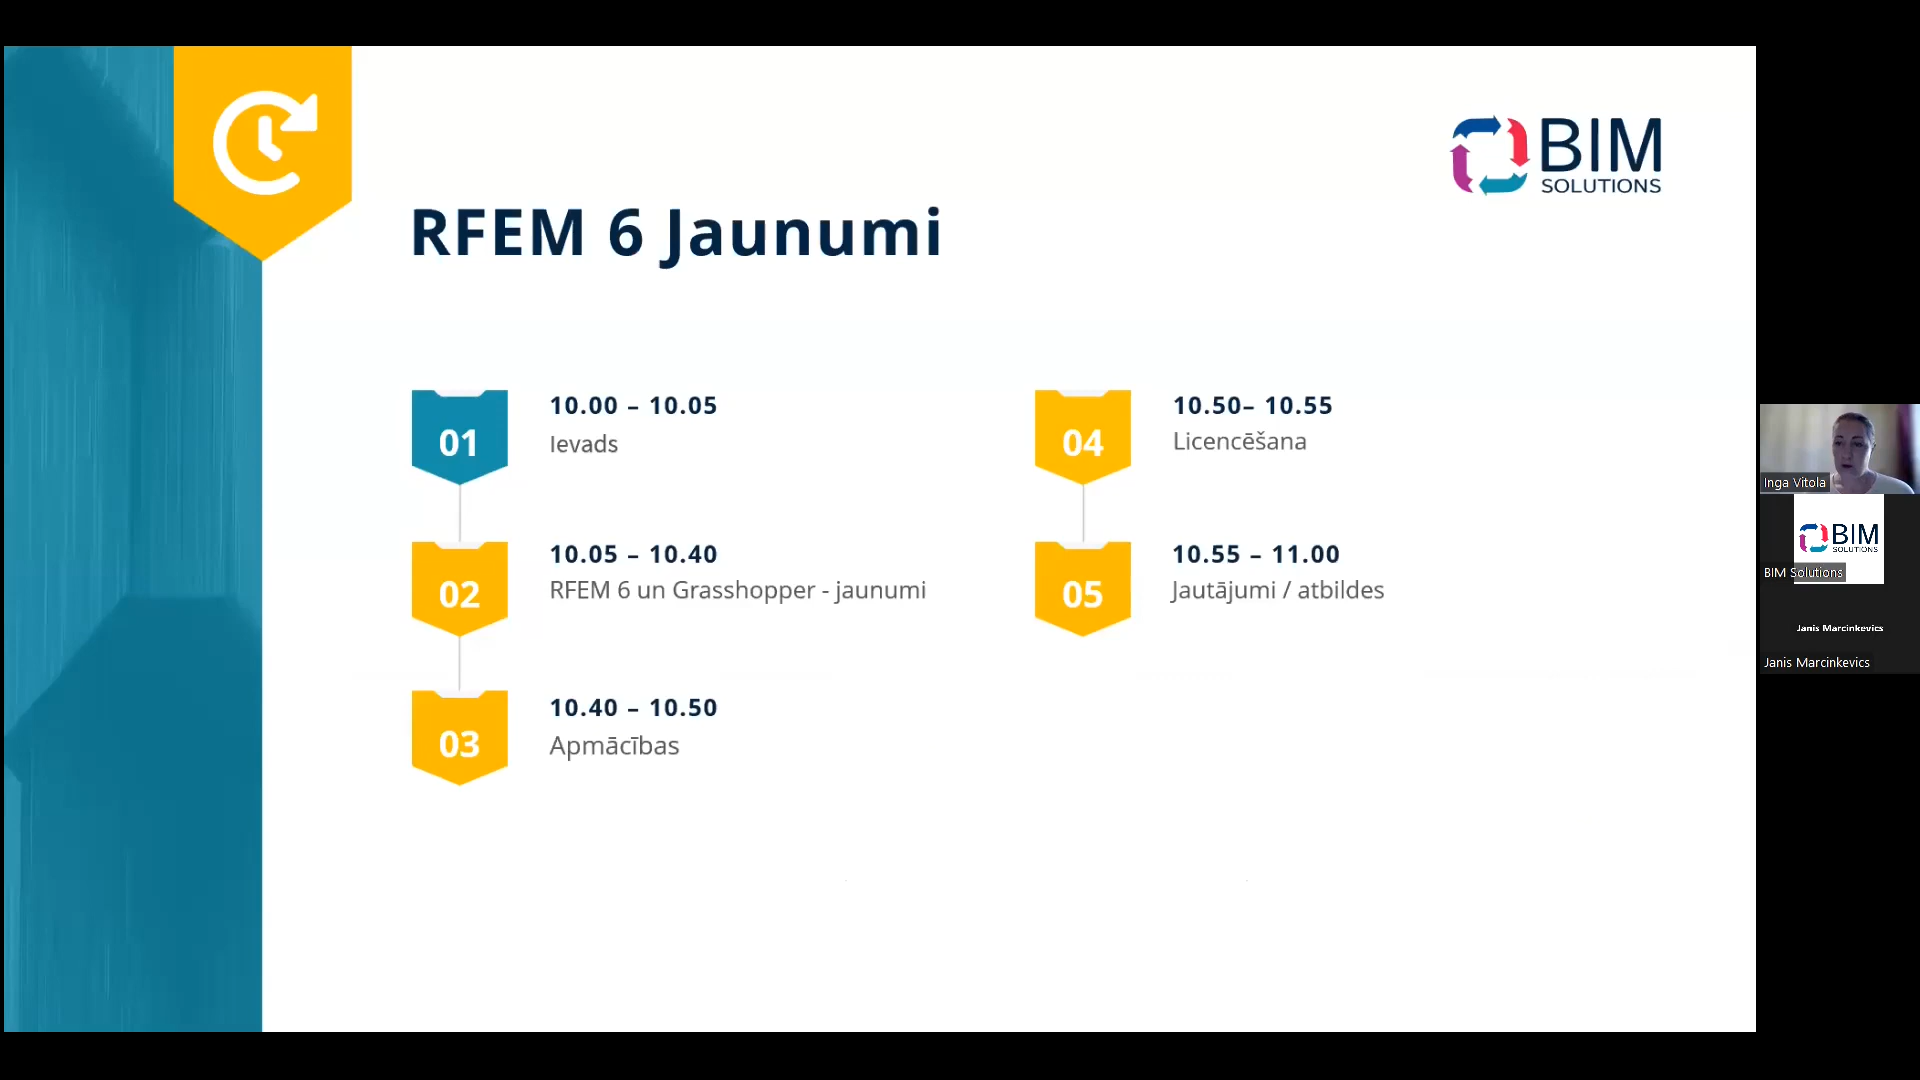 BIM
SOLUTIONS
RFEM 6 Jaunumi
01
10.00 – 10.05
Ievads
02
10.05 – 10.40
RFEM 6 un Grasshopper - jaunumi
03
10.40 – 10.50
Apmācības
04
10.50– 10.55
Licencēšana
05
10.55 – 11.00
Jautājumi / atbildes
Inga Vitola
BIM
SOLUTIONS
BIM Solutions
Janis Marcinkevics
Janis Marcinkevics